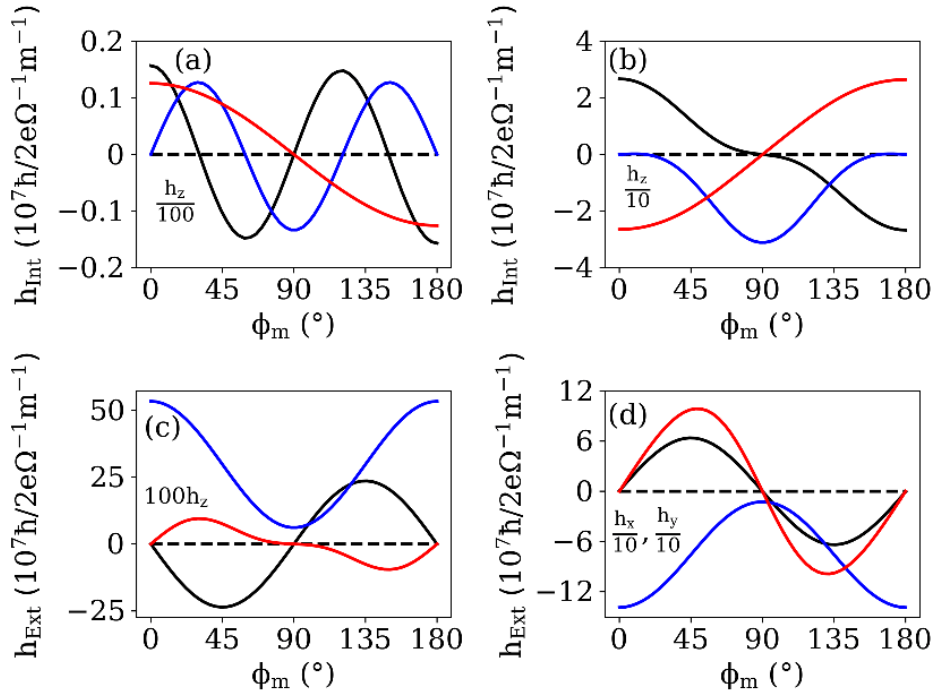 (a)
h_Int (10^7ħ/2eΩ^−1m^−1)
0.2
0.1
0
−0.1
−0.2
h_z/100
0 45 90 135 180
ϕ_m (°)
(b)
h_Int (10^7ħ/2eΩ^−1m^−1)
4
2
0
−2
−4
h_z/10
0 45 90 135 180
ϕ_m (°)
(c)
h_Ext (10^7ħ/2eΩ^−1m^−1)
50
25
0
−25
100h_z
0 45 90 135 180
ϕ_m (°)
(d)
h_Ext (10^7ħ/2eΩ^−1m^−1)
12
6
0
−6
−12
h_x/10, h_y/10
0 45 90 135 180
ϕ_m (°)